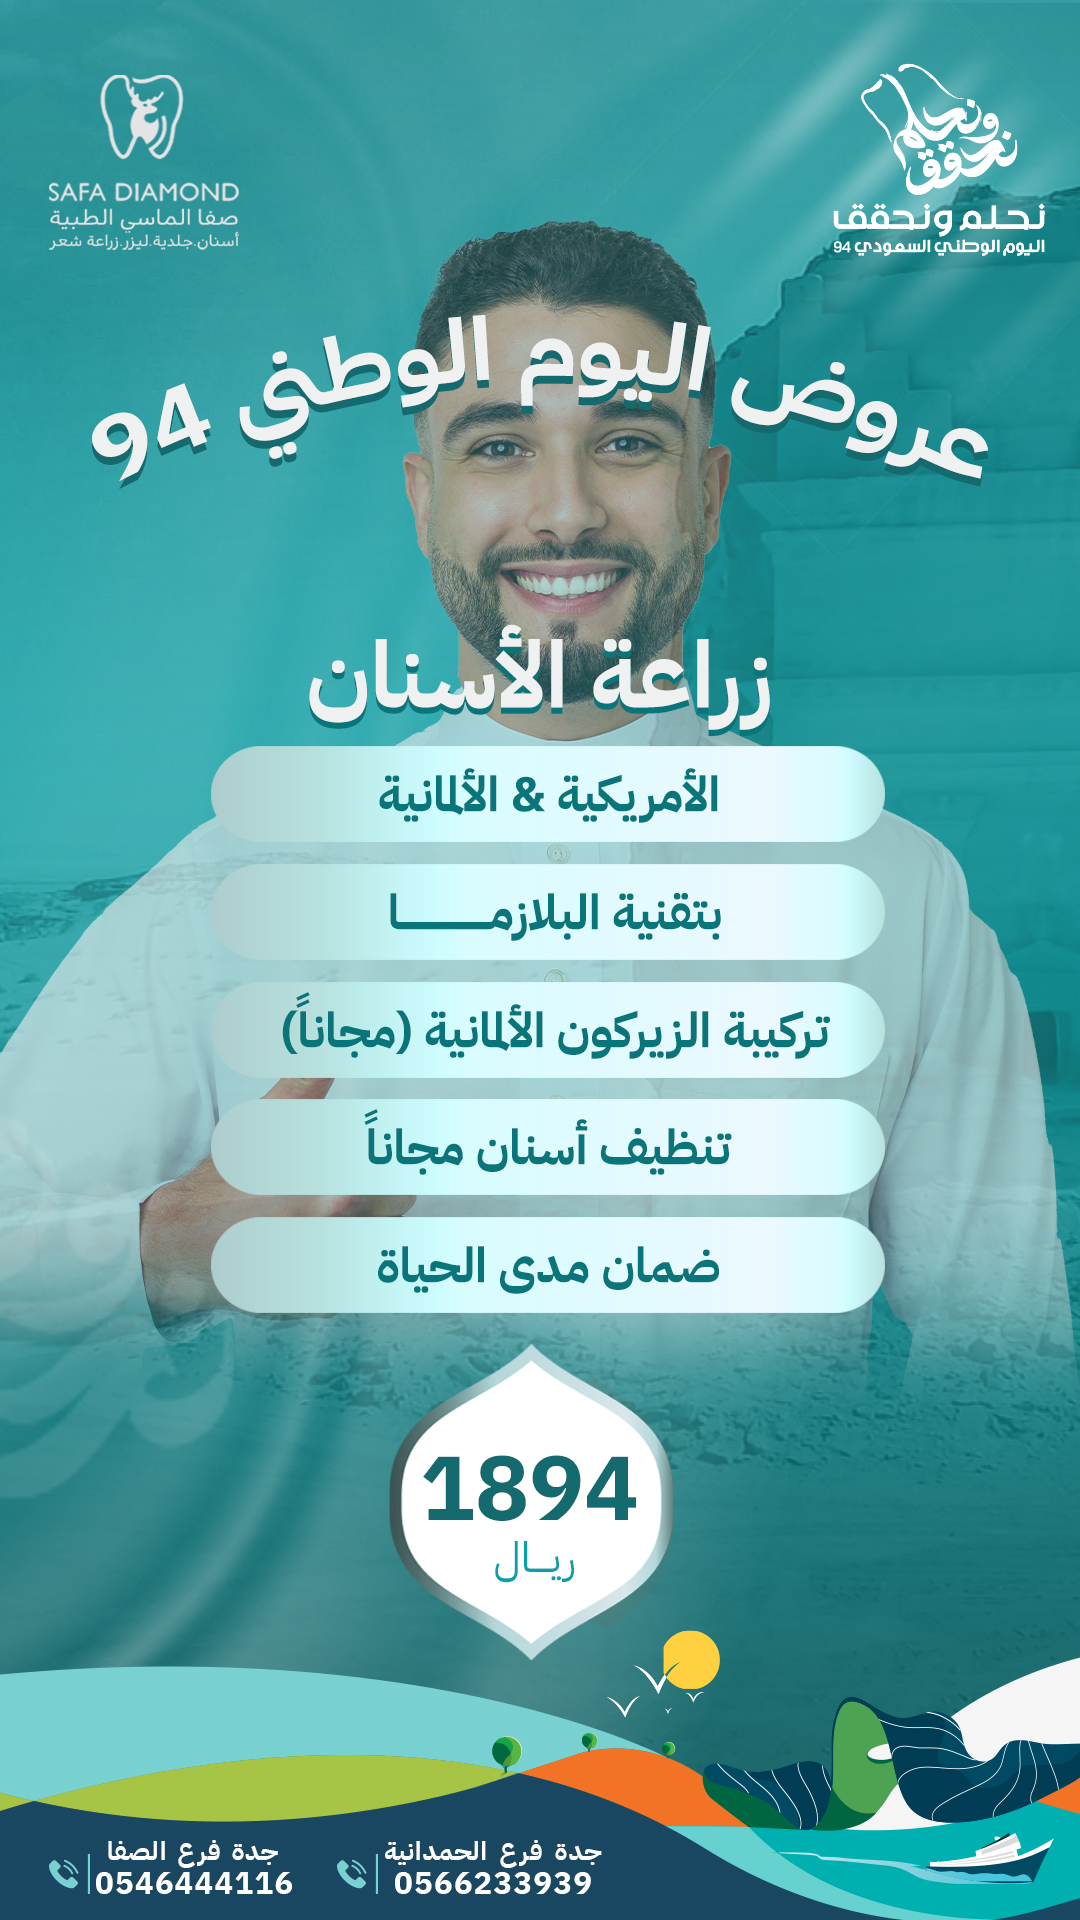 SAFA DIAMOND
صفا الماسي الطبية
أسنان.جلدية.ليزر.زراعة شعر
نحلم ونحقق
نحلم ونحقق
اليوم الوطني السعودي 94
عروض اليوم الوطني 94
زراعة الأسنان
الأمريكية & الألمانية
بتقنية البلازمـــــــا
تركيبة الزيركون الألمانية (مجاناً)
تنظيف أسنان مجاناً
ضمان مدى الحياة
1894
ريـال
جدة فرع الحمدانية
0566233939
جدة فرع الصفا
0546444116